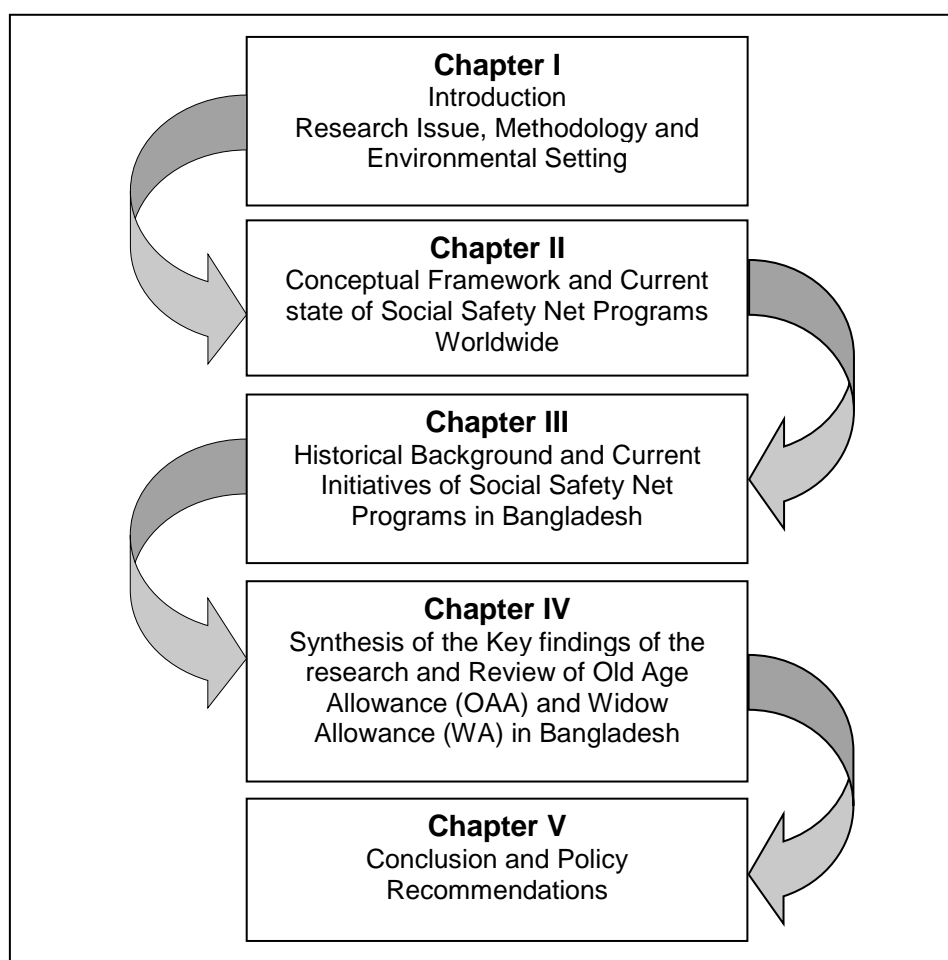 Chapter I
Introduction
Research Issue, Methodology and
Environmental Setting
Chapter II
Conceptual Framework and Current
state of Social Safety Net Programs
Worldwide
Chapter III
Historical Background and Current
Initiatives of Social Safety Net
Programs in Bangladesh
Chapter IV
Synthesis of the Key findings of the
research and Review of Old Age
Allowance (OAA) and Widow
Allowance (WA) in Bangladesh
Chapter V
Conclusion and Policy
Recommendations